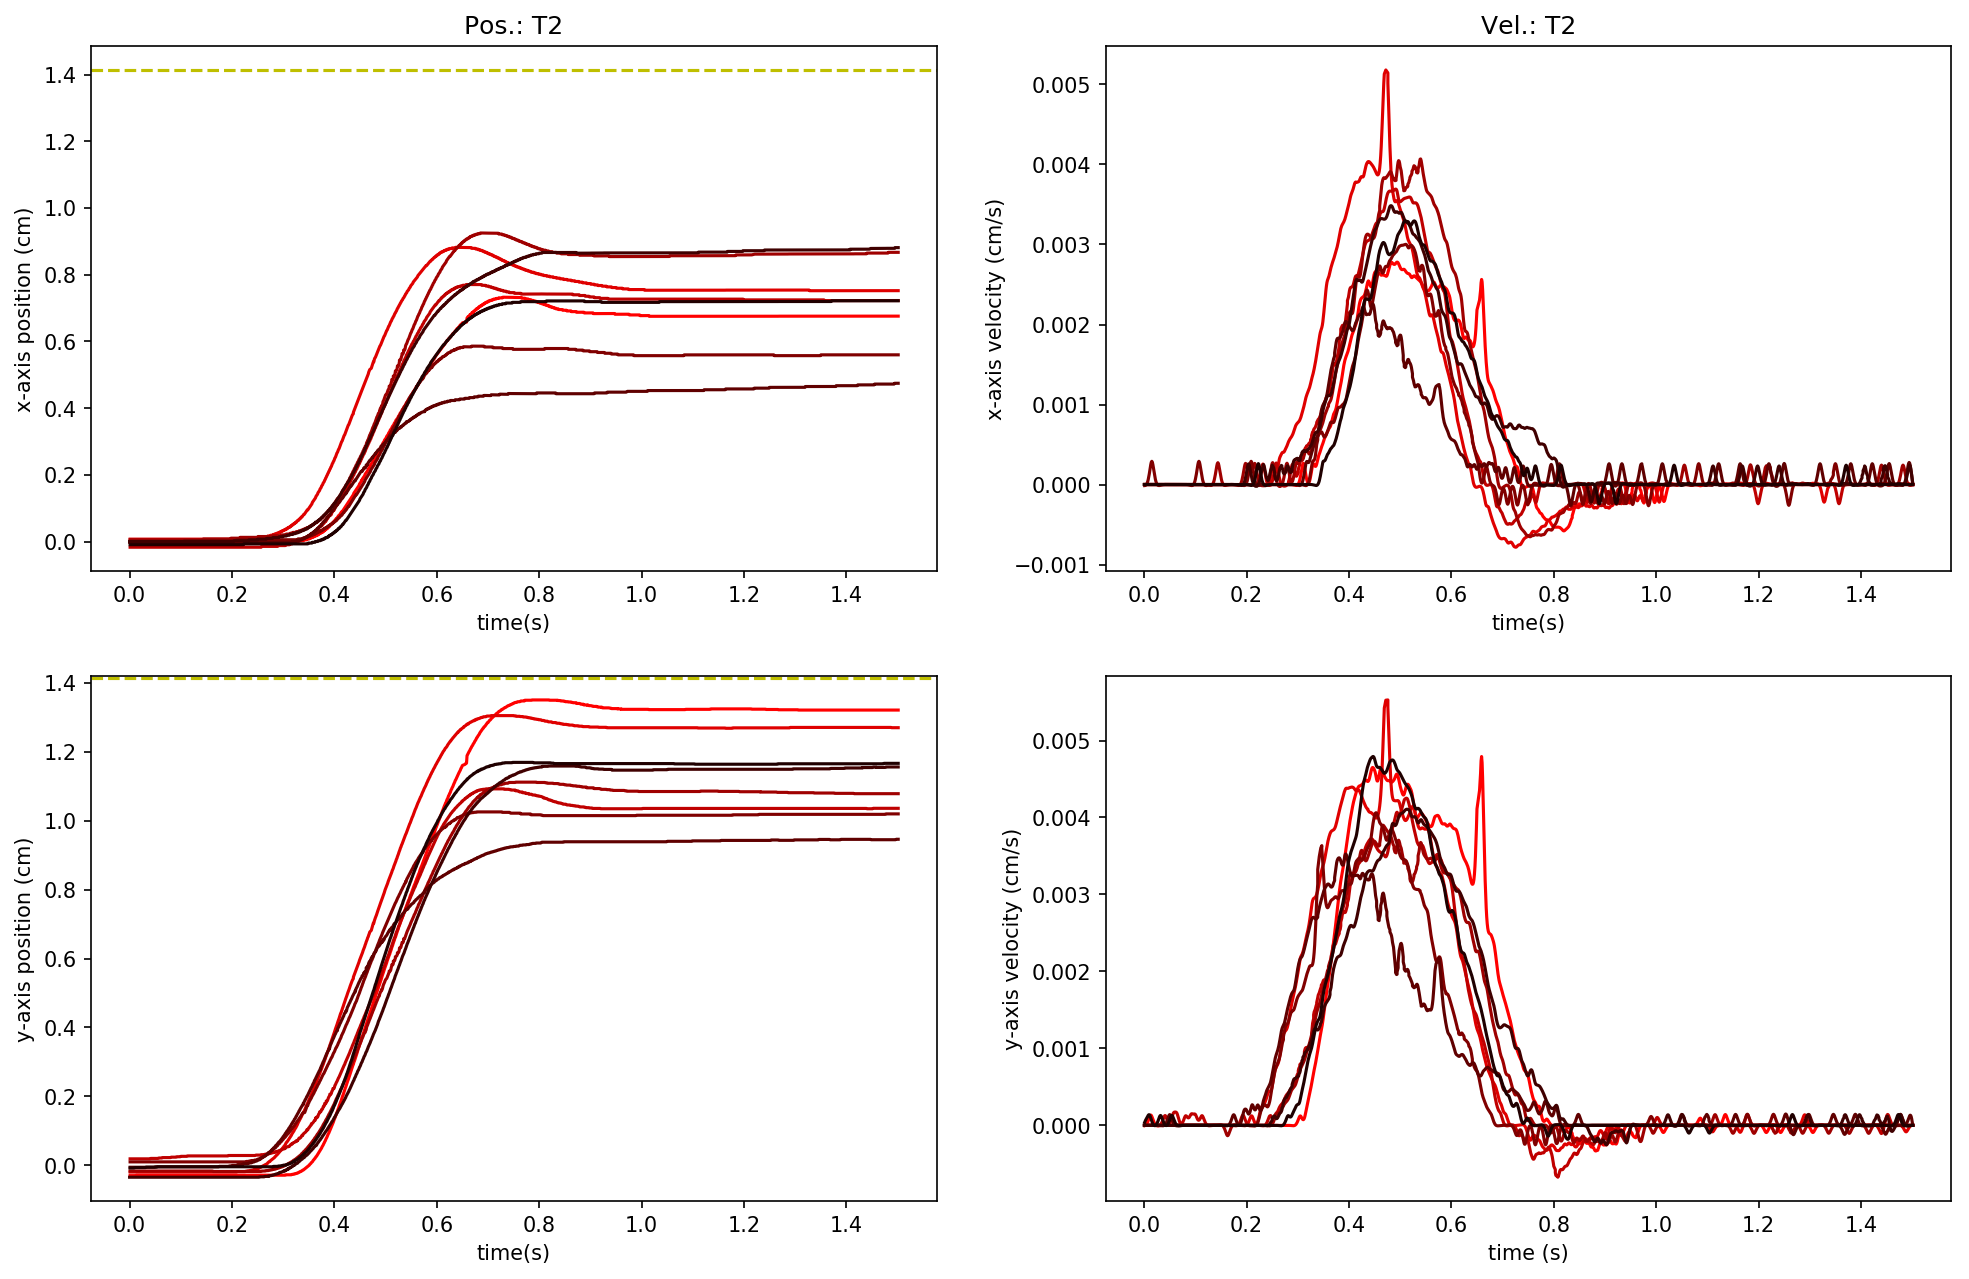 Pos.: T2
Vel.: T2
x-axis position (cm)
1.4
1.2
1.0
0.8
0.6
0.4
0.2
0.0
0.0 0.2 0.4 0.6 0.8 1.0 1.2 1.4
time(s)
x-axis velocity (cm/s)
0.005
0.004
0.003
0.002
0.001
0.000
−0.001
0.0 0.2 0.4 0.6 0.8 1.0 1.2 1.4
time(s)
y-axis position (cm)
1.4
1.2
1.0
0.8
0.6
0.4
0.2
0.0
0.0 0.2 0.4 0.6 0.8 1.0 1.2 1.4
time(s)
y-axis velocity (cm/s)
0.005
0.004
0.003
0.002
0.001
0.000
0.0 0.2 0.4 0.6 0.8 1.0 1.2 1.4
time (s)